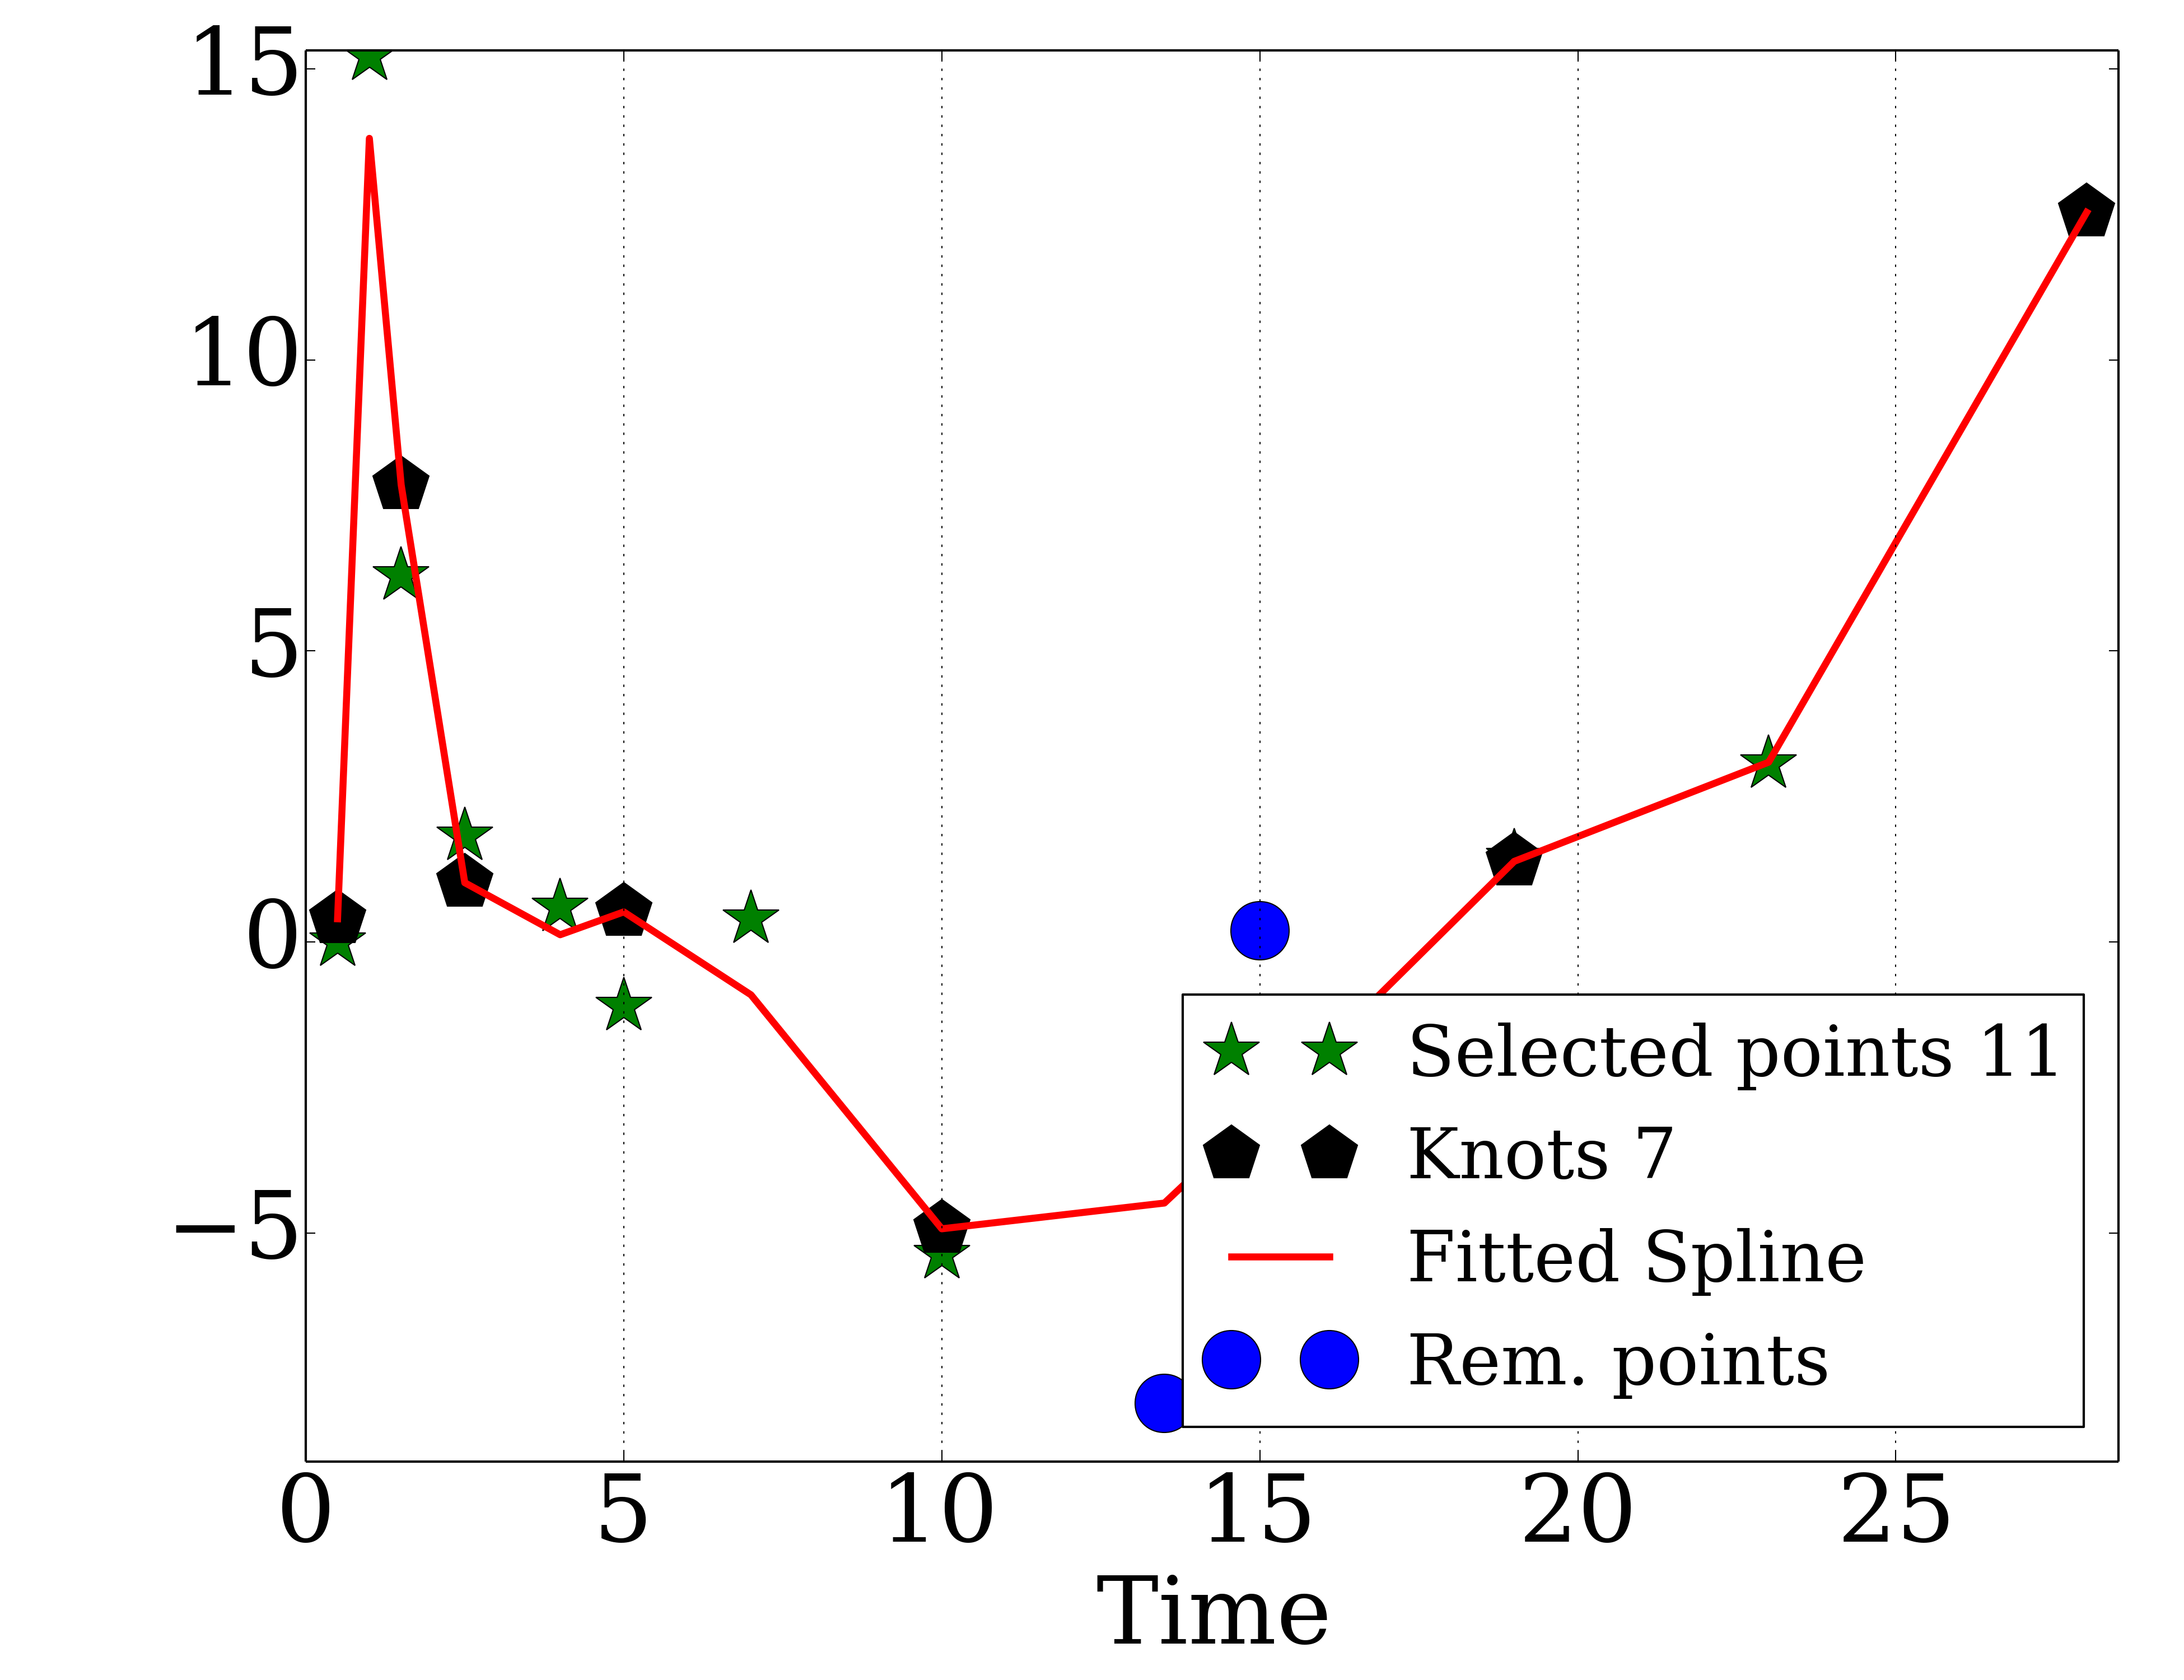 15
10
5
0
−5
Selected points 11
Knots 7
Fitted Spline
Rem. points
0 5 10 15 20 25
Time